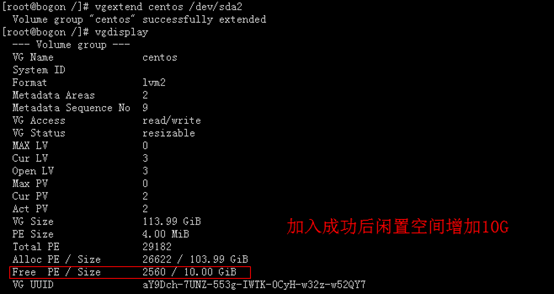 [root@bogon /]# vgextend centos /dev/sda2
Volume group "centos" successfully extended
[root@bogon /]# vgdisplay
--- Volume group ---
VG Name centos
System ID
Format lvm2
Metadata Areas 2
Metadata Sequence No 9
VG Access read/write
VG Status resizable
MAX LV 0
Cur LV 3
Open LV 3
Max PV 0
Cur PV 2
Act PV 2
VG Size 113.99 GiB
PE Size 4.00 MiB
加入成功后闲置空间增加10G
Total PE 29182
Alloc PE / Size 26622 / 103.99 GiB
Free PE / Size 2560 / 10.00 GiB
VG UUID aY9Dch-7UNZ-553g-IWTK-0CyH-w32z-w52QY7